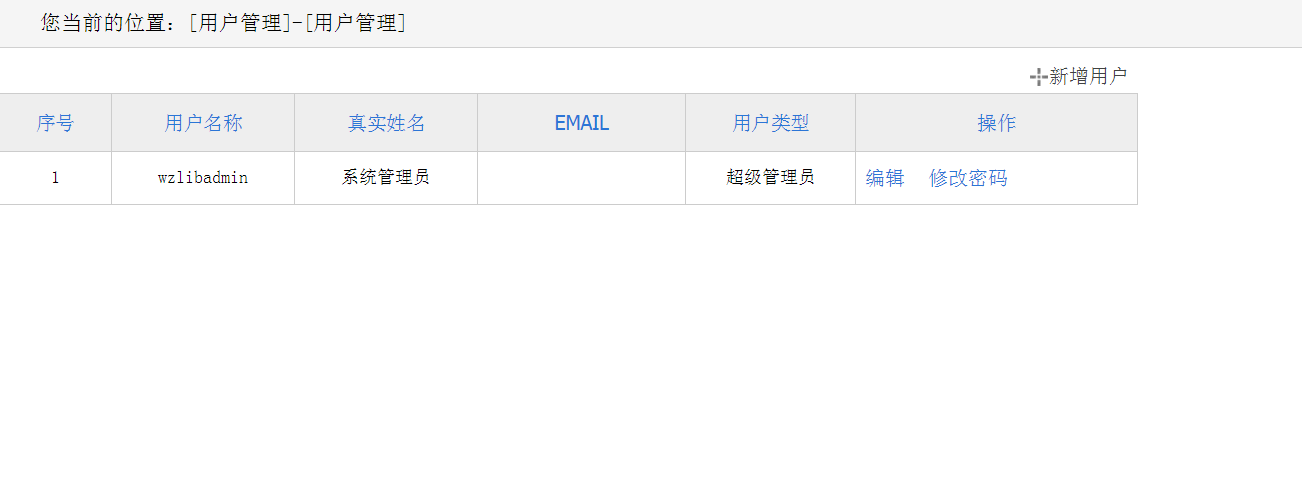 您当前的位置：[用户管理]-[用户管理]
新增用户
序号 用户名称 真实姓名 EMAIL 用户类型 操作
1 wzlibadmin 系统管理员 超级管理员 编辑 修改密码